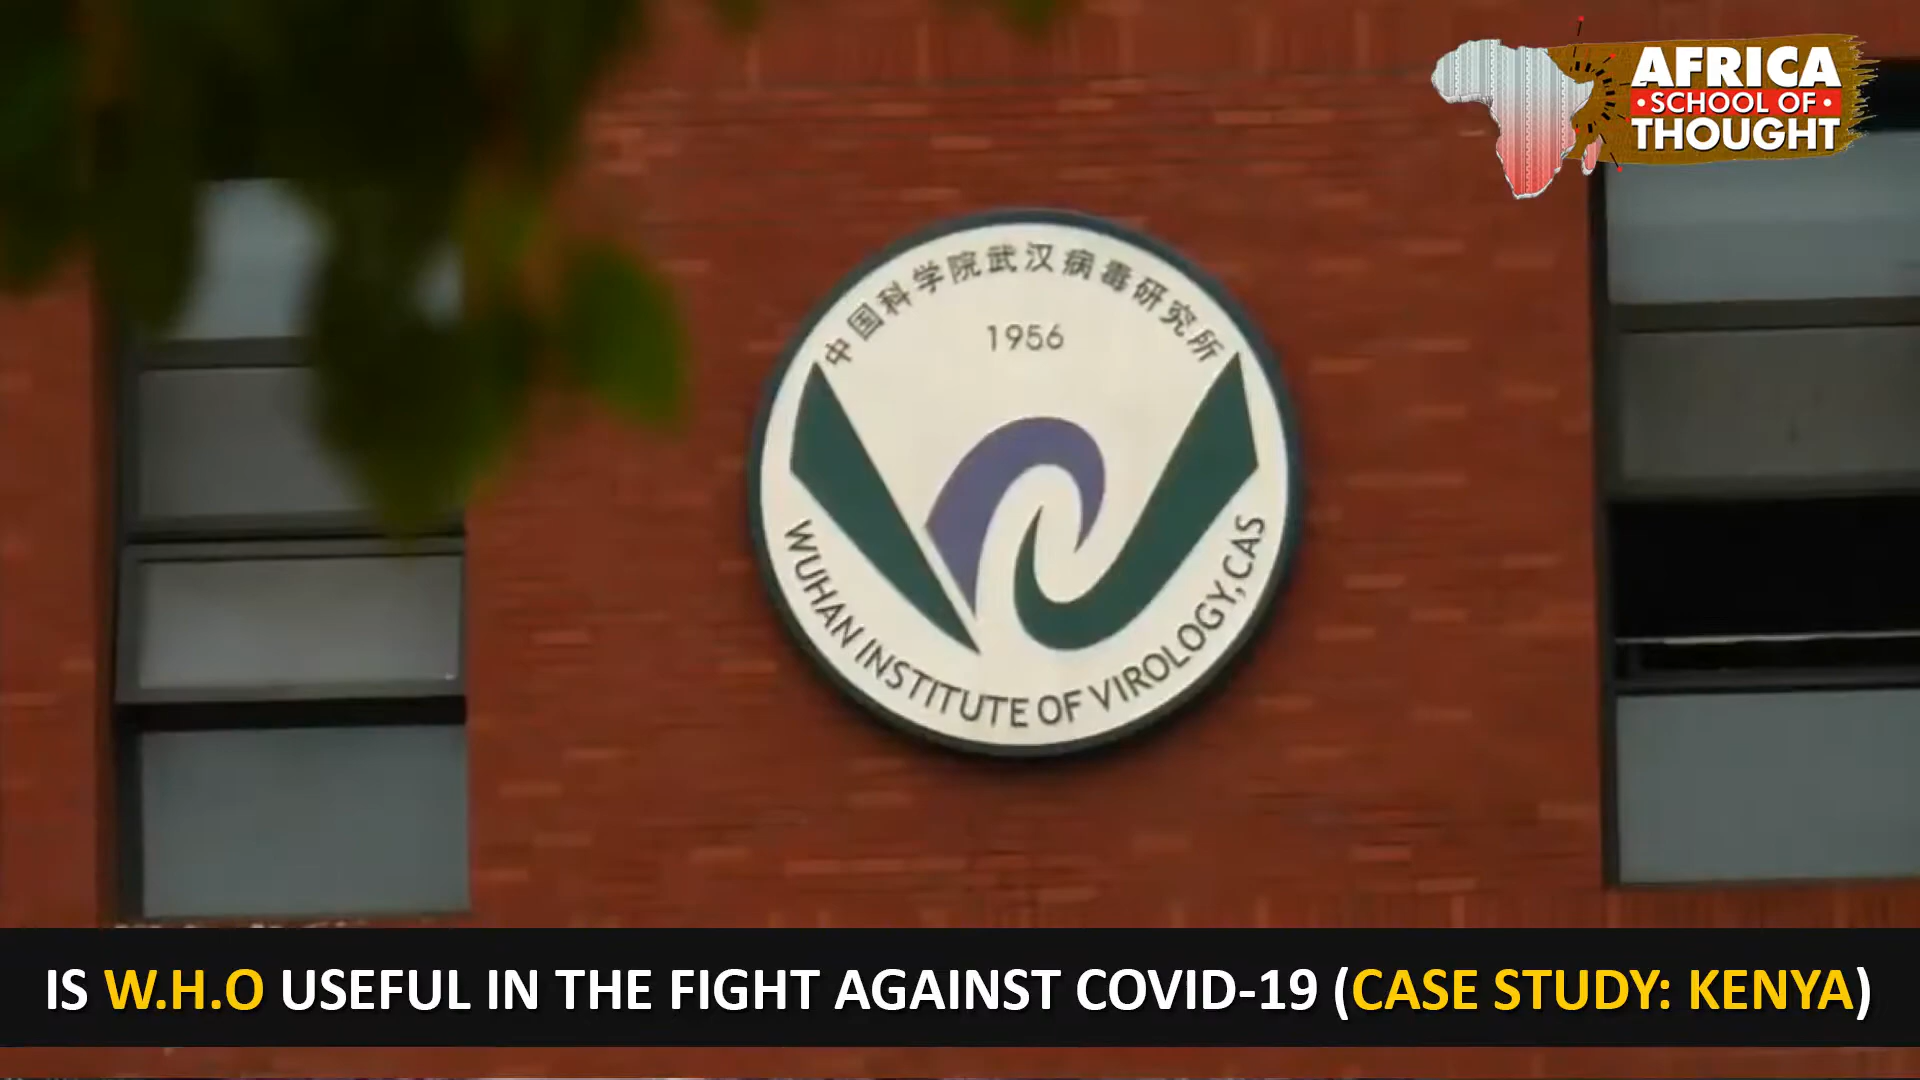 AFRICA
• SCHOOL OF •
THOUGHT
中国科学院武汉病毒研究所
1956
WUHAN INSTITUTE OF VIROLOGY, CAS
IS W.H.O USEFUL IN THE FIGHT AGAINST COVID-19 (CASE STUDY: KENYA)